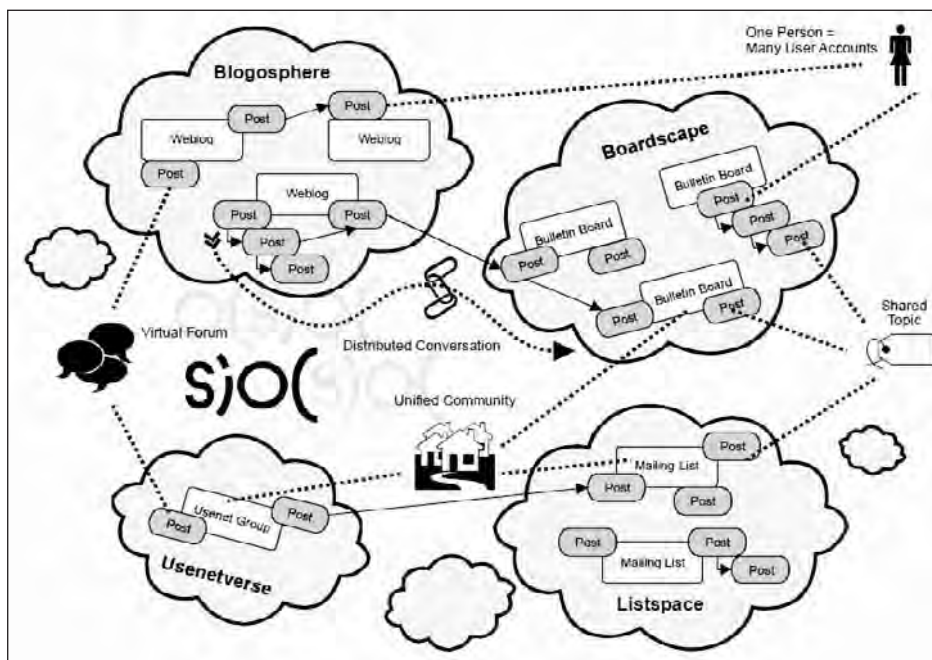 One Person =
Many User Accounts
Blogosphere
Post
Post
Weblog
Weblog
Post
Weblog
Post
Post
Post
Post
Boardscape
Bulletin Board
Post
Post
Post
Bulletin Board
Post
Post
Bulletin Board
Post
Post
Virtual Forum
Distributed Conversation
Shared
Topic
sioc
Unified Community
Post
Mailing List
Post
Post
Usenet Group
Post
Post
Usenetverse
Post
Post
Mailing List
Post
Listspace